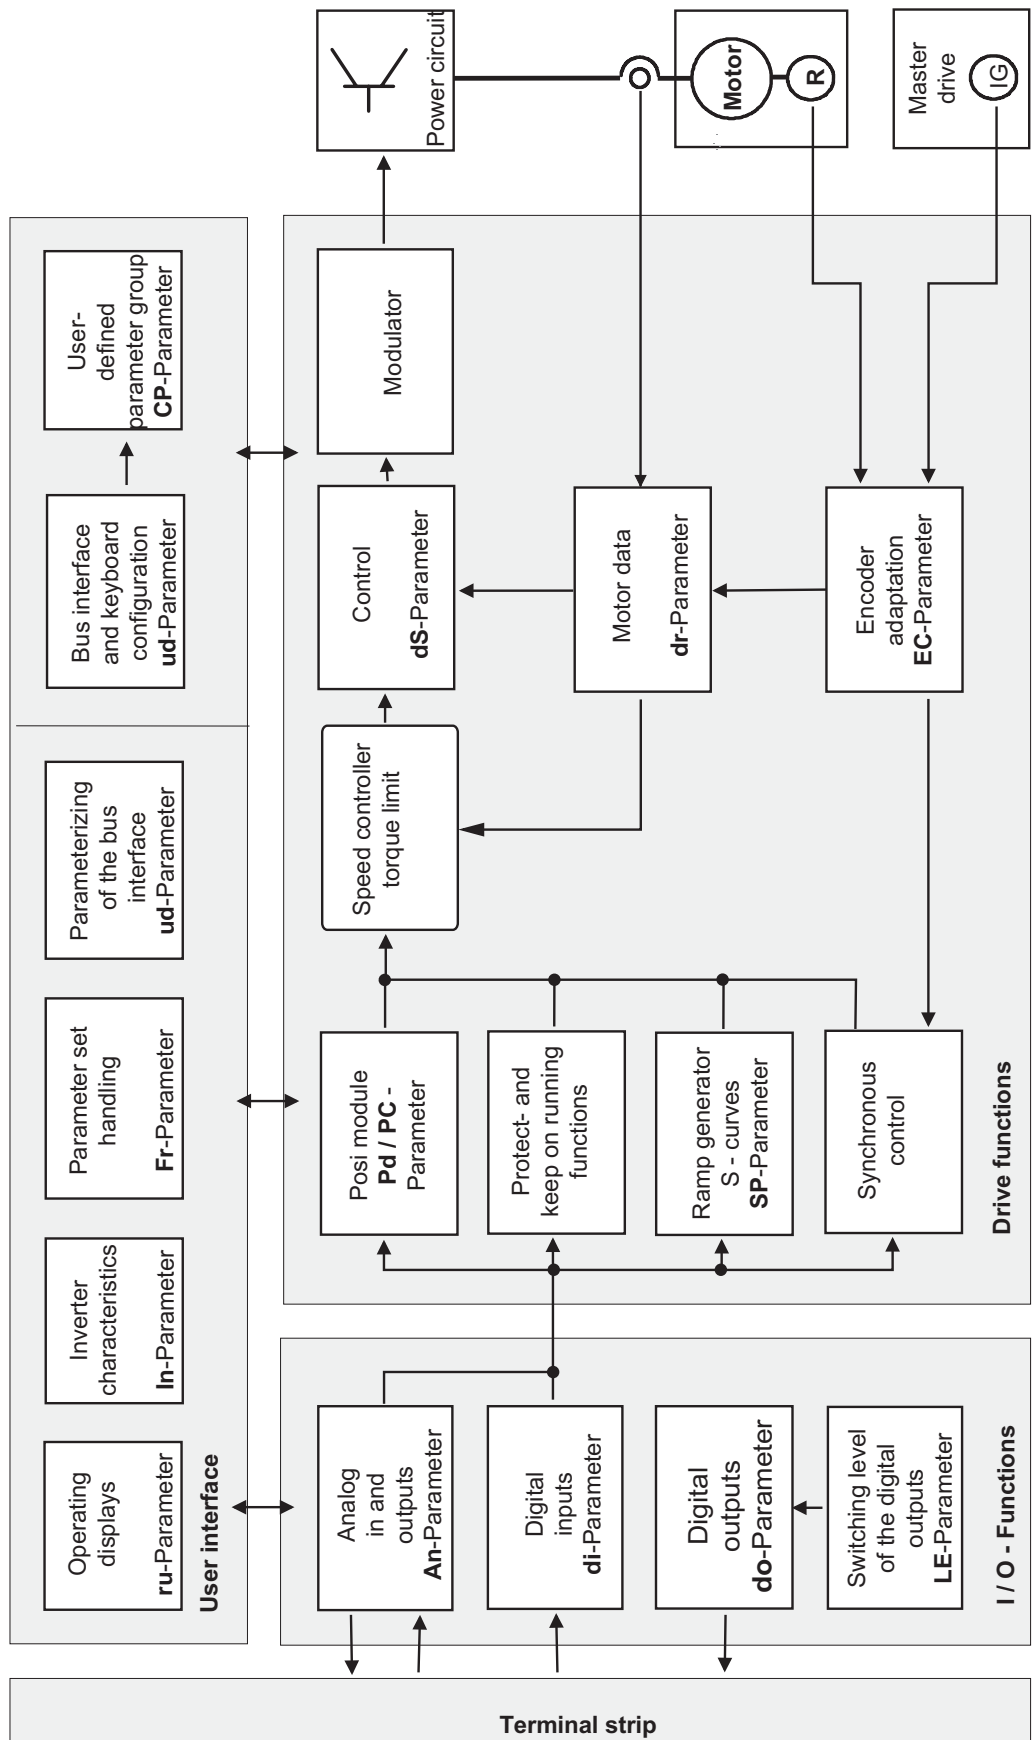 Operating
displays
ru-Parameter
Inverter
characteristics
In-Parameter
Parameter set
handling
Fr-Parameter
Parameterizing
of the bus
interface
ud-Parameter
Bus interface
and keyboard
configuration
ud-Parameter
User-
defined
parameter group
CP-Parameter
User interface
Analog
in and
outputs
An-Parameter
Digital
inputs
di-Parameter
Digital
outputs
do-Parameter
Switching level
of the digital
outputs
LE-Parameter
I / O - Functions
Posi module
Pd / PC -
Parameter
Protect- and
keep on running
functions
Ramp generator
S - curves
SP-Parameter
Synchronous
control
Speed controller
torque limit
Control
dS-Parameter
Modulator
Motor data
dr-Parameter
Encoder
adaptation
EC-Parameter
Drive functions
Power circuit
Motor
R
Master
drive
IG
Terminal strip